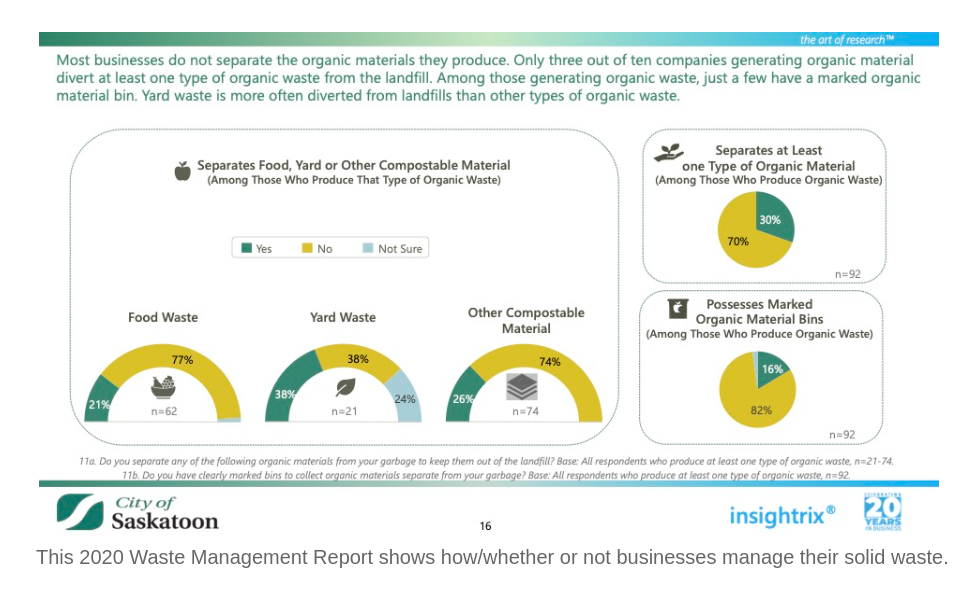 the art of research™
Most businesses do not separate the organic materials they produce. Only three out of ten companies generating organic material
divert at least one type of organic waste from the landfill. Among those generating organic waste, just a few have a marked organic
material bin. Yard waste is more often diverted from landfills than other types of organic waste.
Separates Food, Yard or Other Compostable Material
(Among Those Who Produce That Type of Organic Waste)
Yes
No
Not Sure
Food Waste
77%
21%
n=62
Yard Waste
38%
38%
24%
n=21
Other Compostable
Material
74%
26%
n=74
Separates at Least
one Type of Organic Material
(Among Those Who Produce Organic Waste)
30%
70%
n=92
Possesses Marked
Organic Material Bins
(Among Those Who Produce Organic Waste)
16%
82%
n=92
11a. Do you separate any of the following organic materials from your garbage to keep them out of the landfill? Base: All respondents who produce at least one type of organic waste, n=21-74.
11b. Do you have clearly marked bins to collect organic materials separate from your garbage? Base: All respondents who produce at least one type of organic waste, n=92.
City of
Saskatoon
16
insightrix®
CELEBRATING
20
YEARS
IN BUSINESS
This 2020 Waste Management Report shows how/whether or not businesses manage their solid waste.